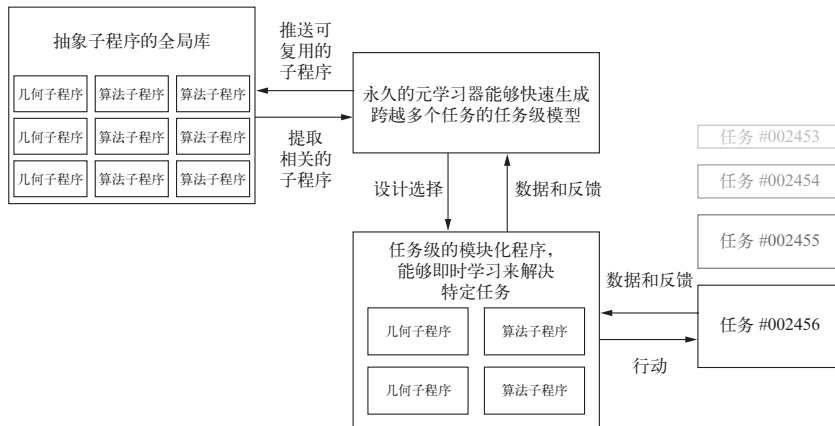 抽象子程序的全局库
几何子程序 算法子程序 算法子程序
几何子程序 算法子程序 算法子程序
几何子程序 算法子程序 算法子程序
推送可
复用的
子程序
提取
相关的
子程序
永久的元学习器能够快速生成
跨越多个任务的任务级模型
设计选择
数据和反馈
任务级的模块化程序，
能够即时学习来解决
特定任务
几何子程序 算法子程序
几何子程序 算法子程序
数据和反馈
行动
任务 #002453
任务 #002454
任务 #002455
任务 #002456